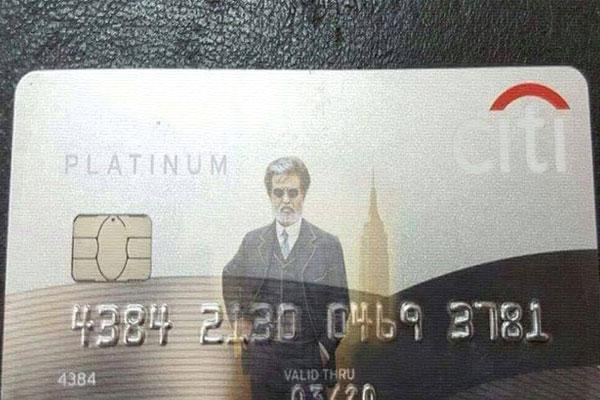 citi
PLATINUM
4384 2130 0469 3781
4384
VALID THRU
03/20